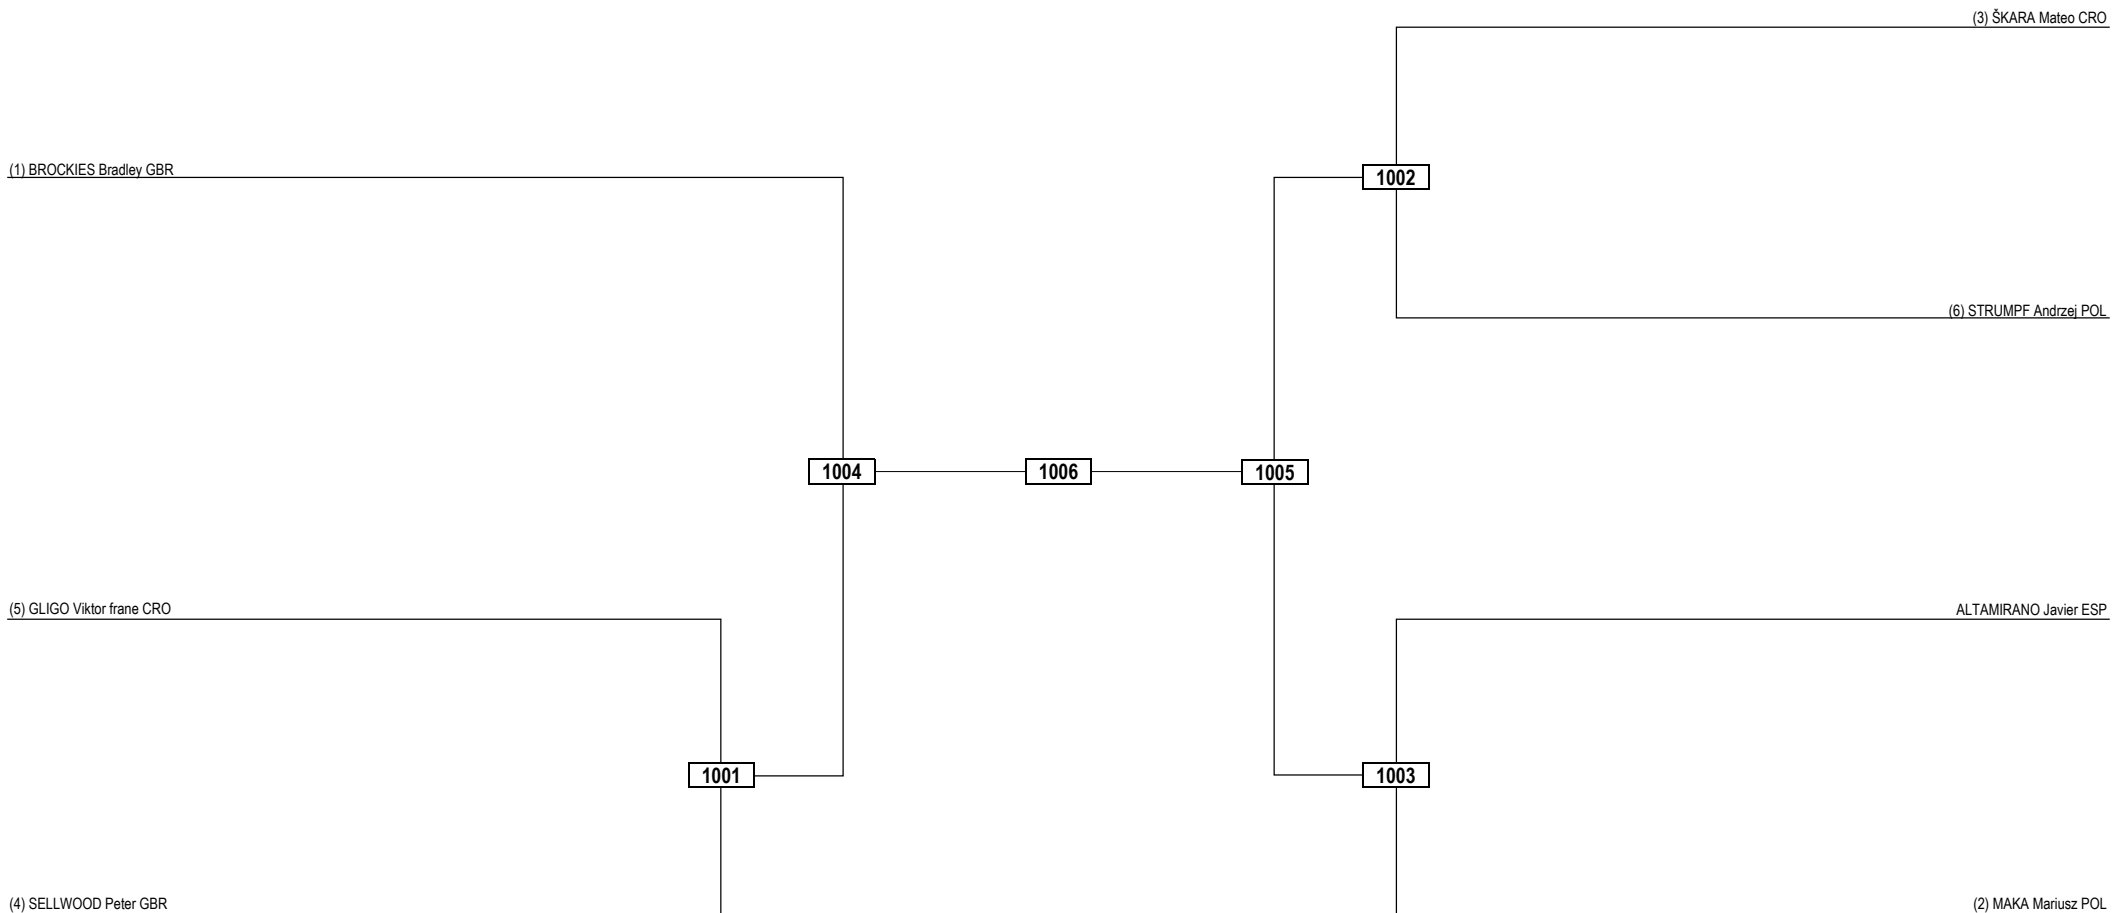 (3) ŠKARA Mateo CRO
(1) BROCKIES Bradley GBR
1002
(6) STRUMPF Andrzej POL
1004
1006
1005
(5) GLIGO Viktor frane CRO
ALTAMIRANO Javier ESP
1001
1003
(4) SELLWOOD Peter GBR
(2) MAKA Mariusz POL